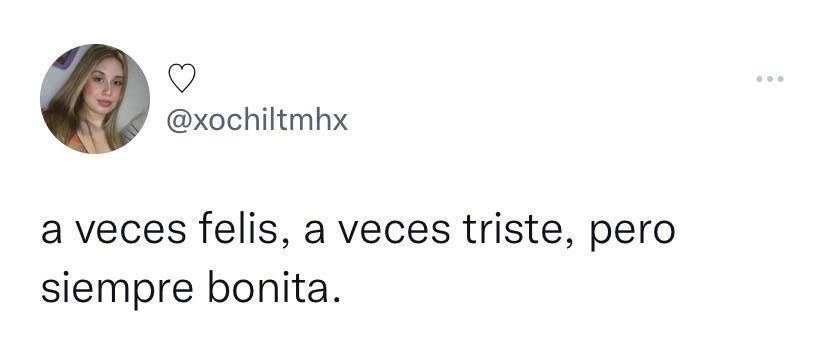 ♡
@xochiltmhx
a veces felis, a veces triste, pero
siempre bonita.